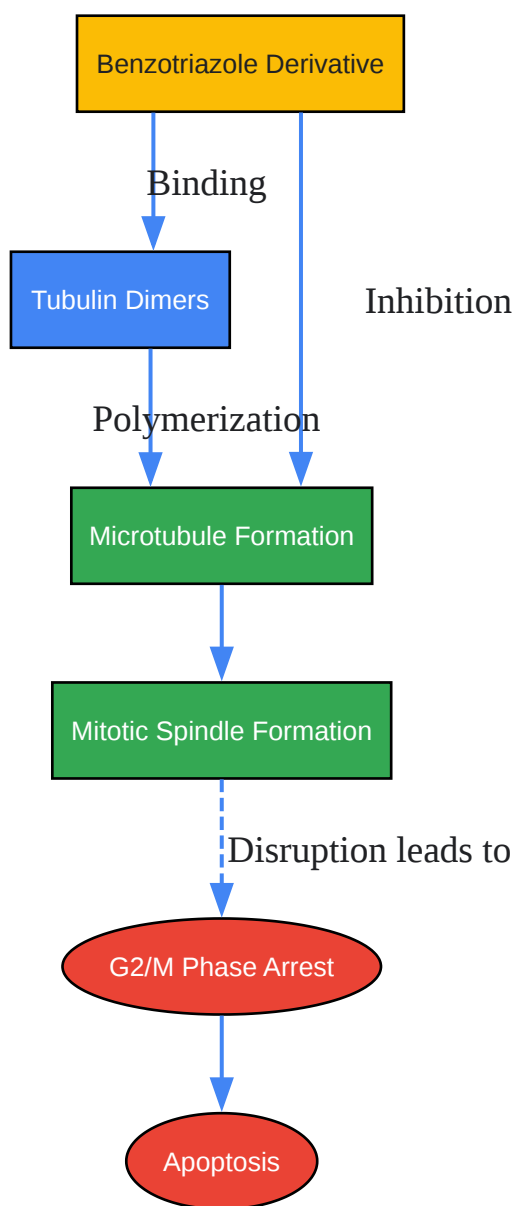 Benzotriazole Derivative
Binding
Tubulin Dimers
Inhibition
Polymerization
Microtubule Formation
Mitotic Spindle Formation
Disruption leads to
G2/M Phase Arrest
Apoptosis